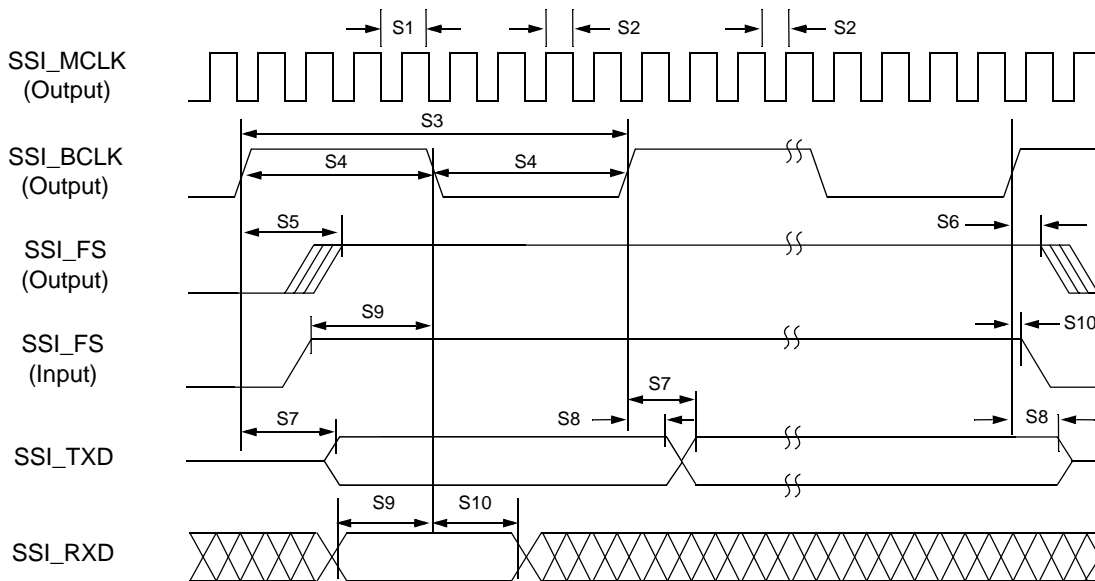 S1 S2 S2
SSI_MCLK
(Output)
S3
SSI_BCLK
(Output)
S4 S4
S5 S6
SSI_FS
(Output)
S9 S10
SSI_FS
(Input)
S7
S7 S8 S8
SSI_TXD
S9 S10
SSI_RXD